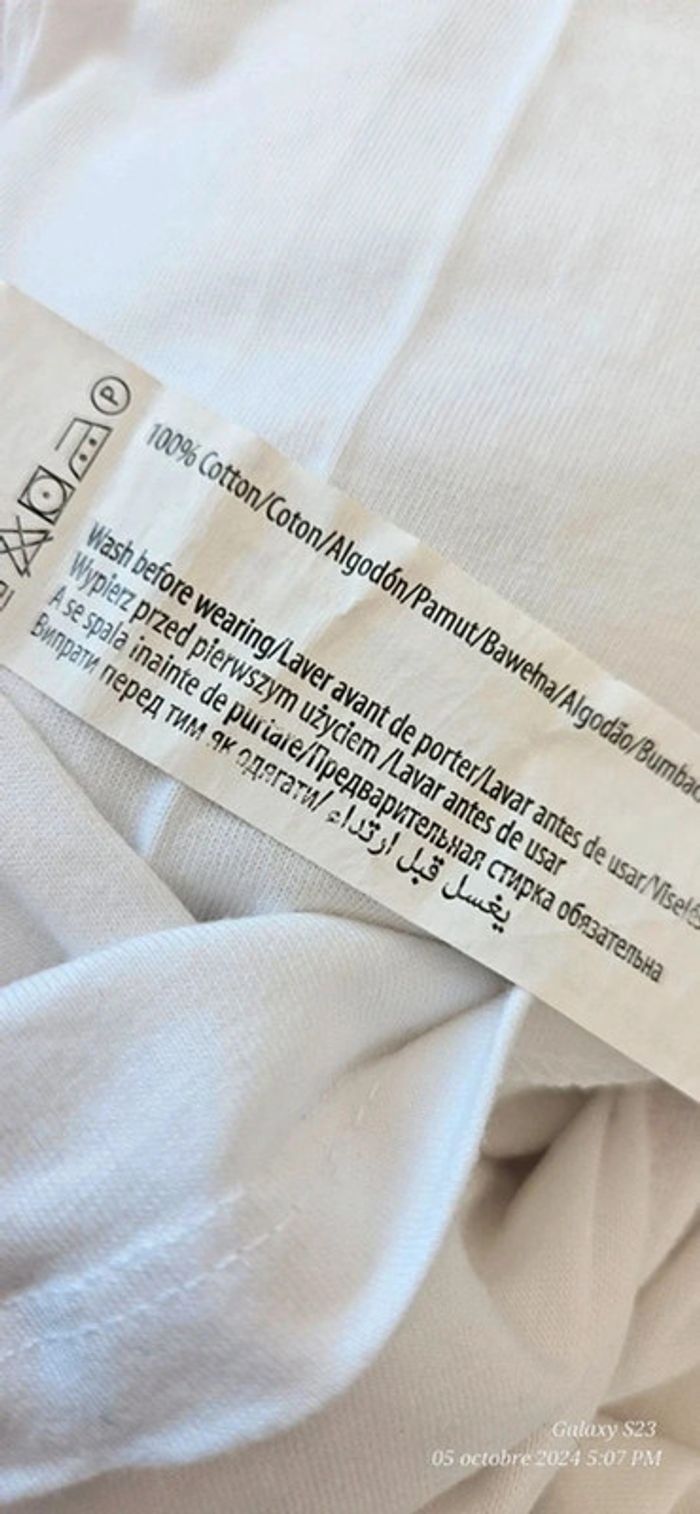 P
100% Cotton/Coton/Algodón/Pamut/Bawełna/Algodão/Bumbac
Wash before wearing/Laver avant de porter/Lavar antes de usar/Viselés
Wypierz przed pierwszym użyciem /Lavar antes de usar
A se spala inainte de purtare/Предварительная стирка обязательна
Випрати перед тим як одягати/ يغسل قبل ارتداء
Galaxy S23
05 octobre 2024 5:07 PM